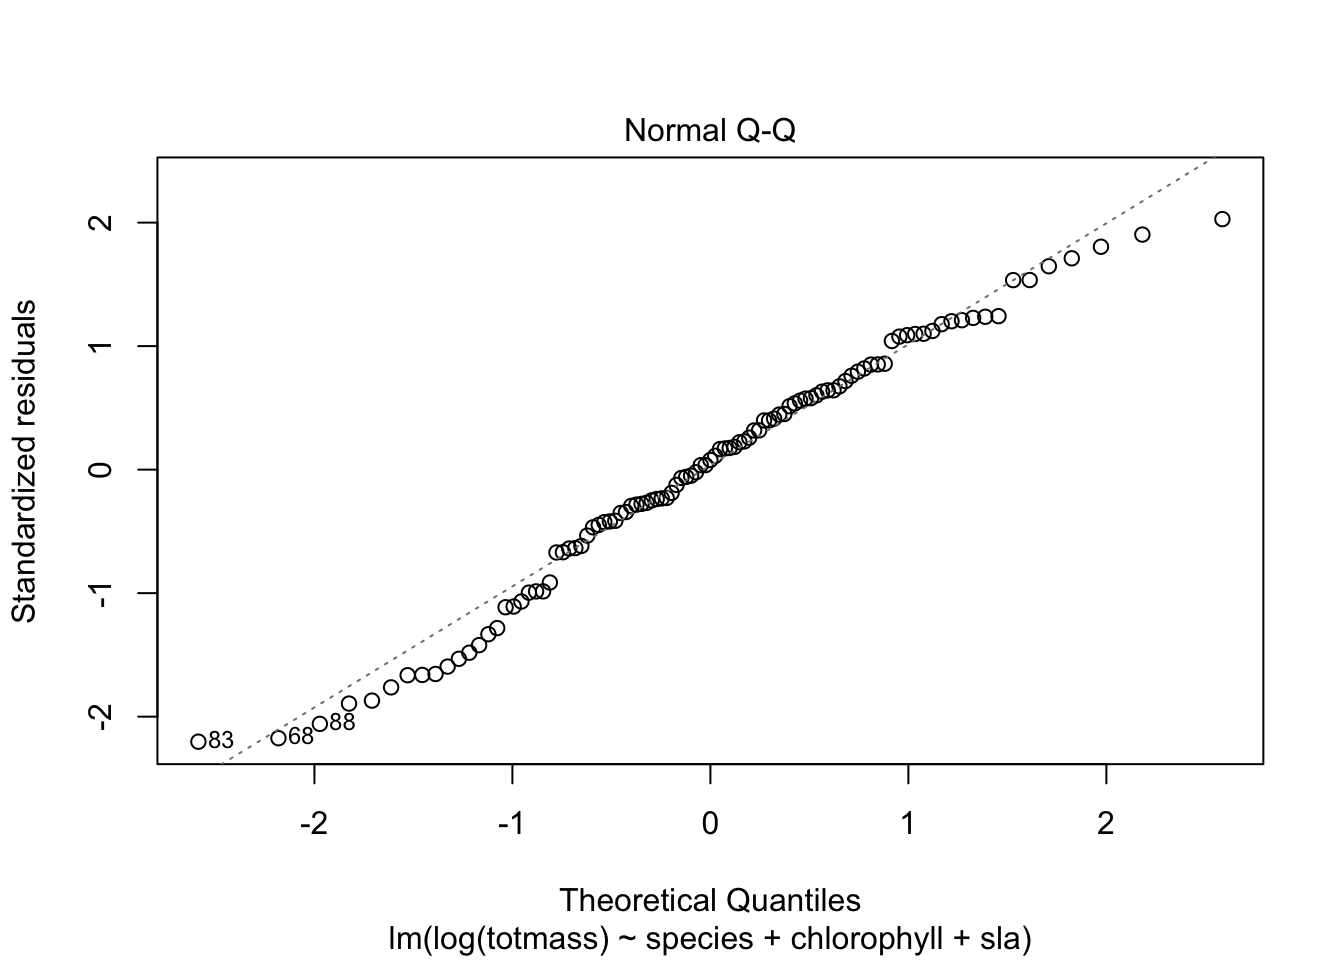 Normal Q-Q
Standardized residuals
2
1
0
-1
-2
83
68
88
-2 -1 0 1 2
Theoretical Quantiles
lm(log(totmass) ~ species + chlorophyll + sla)